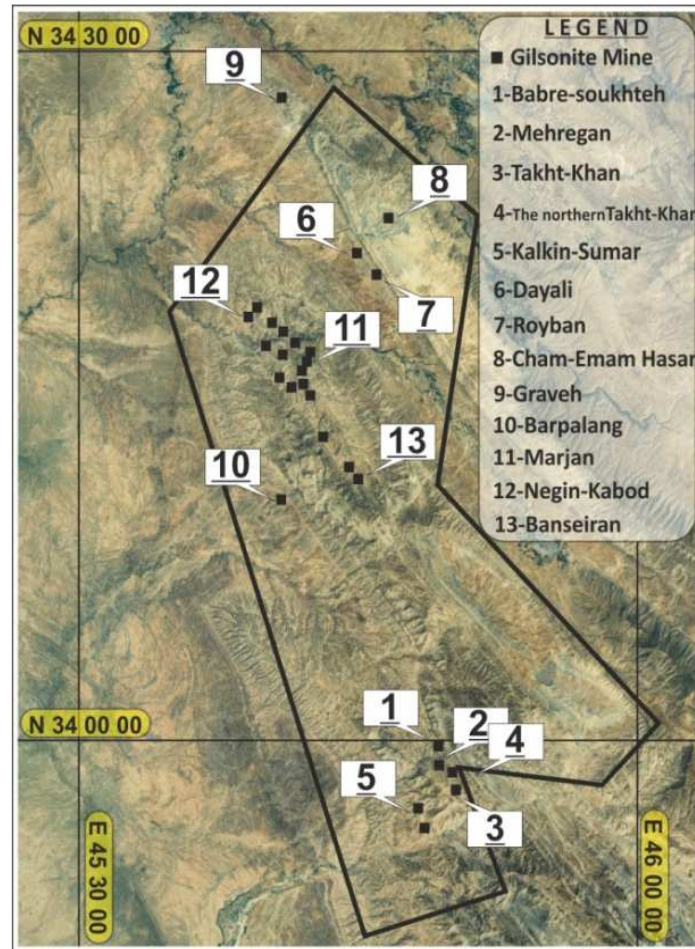 N 34 30 00
LEGEND
■ Gilsonite Mine
1-Babre-soukhteh
2-Mehregan
3-Takht-Khan
4-The northernTakht-Khan
5-Kalkin-Sumar
6-Dayali
7-Royban
8-Cham-Emam Hasan
9-Graveh
10-Barpalang
11-Marjan
12-Negin-Kabod
13-Banseiran
9
8
6
7
12
11
13
10
N 34 00 00
1
2
4
5
3
E 45 30 00
E 46 00 00